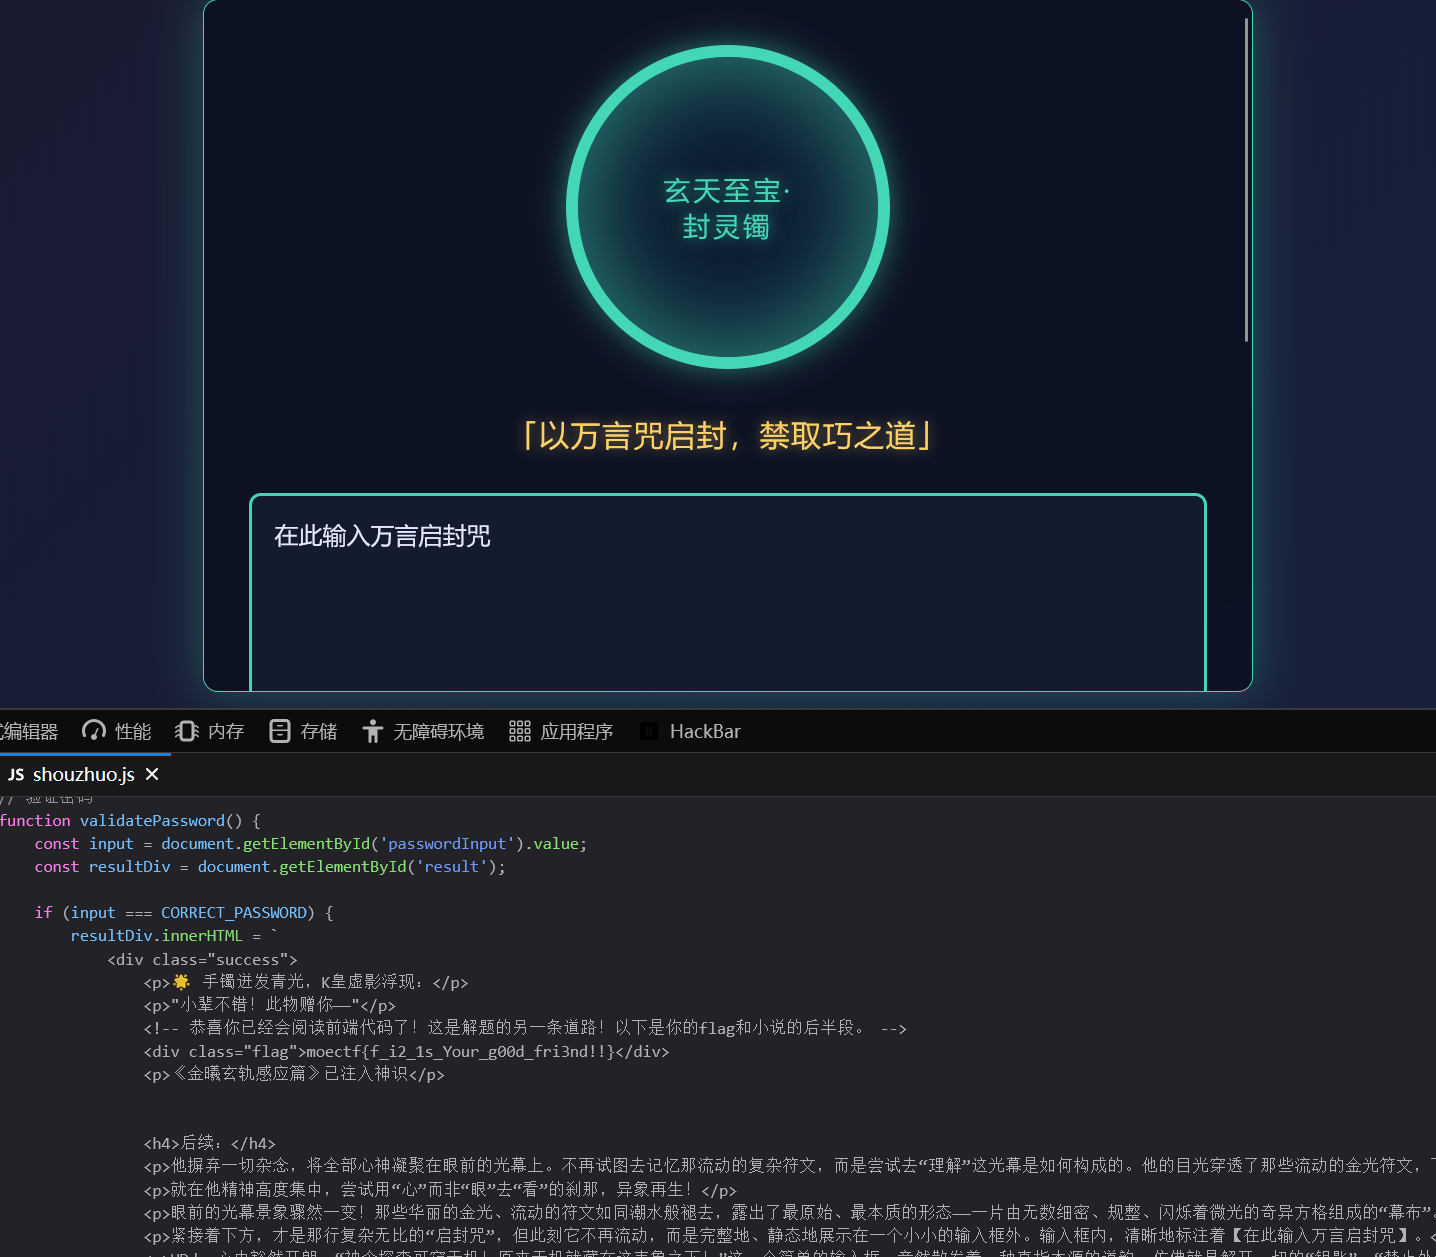 玄天至宝·
封灵镯
「以万言咒启封，禁取巧之道」
在此输入万言启封咒
式编辑器 性能 内存 存储 无障碍环境 应用程序 HackBar
JS shouzhuo.js ×
// 验证密码
function validatePassword() {
const input = document.getElementById('passwordInput').value;
const resultDiv = document.getElementById('result');
if (input === CORRECT_PASSWORD) {
resultDiv.innerHTML = `
<div class="success">
<p>🌟 手镯迸发青光，K皇虚影浮现：</p>
<p>"小辈不错！此物赠你——"</p>
<!-- 恭喜你已经会阅读前端代码了！这是解题的另一条道路！以下是你的flag和小说的后半段。 -->
<div class="flag">moectf{f_i2_1s_Your_g00d_fri3nd!!}</div>
<p>《金曦玄轨感应篇》已注入神识</p>
<h4>后续：</h4>
<p>他摒弃一切杂念，将全部心神凝聚在眼前的光幕上。不再试图去记忆那流动的复杂符文，而是尝试去“理解”这光幕是如何构成的。他的目光穿透了那些流动的金光符文，
<p>就在他精神高度集中，尝试用“心”而非“眼”去“看”的刹那，异象再生！</p>
<p>眼前的光幕景象骤然一变！那些华丽的金光、流动的符文如同潮水般褪去，露出了最原始、最本质的形态——一片由无数细密、规整、闪烁着微光的奇异方格组成的“幕布”
<p>紧接着下方，才是那行复杂无比的“启封咒”，但此刻它不再流动，而是完整地、静态地展示在一个小小的输入框外。输入框内，清晰地标注着【在此输入万言启封咒】。<